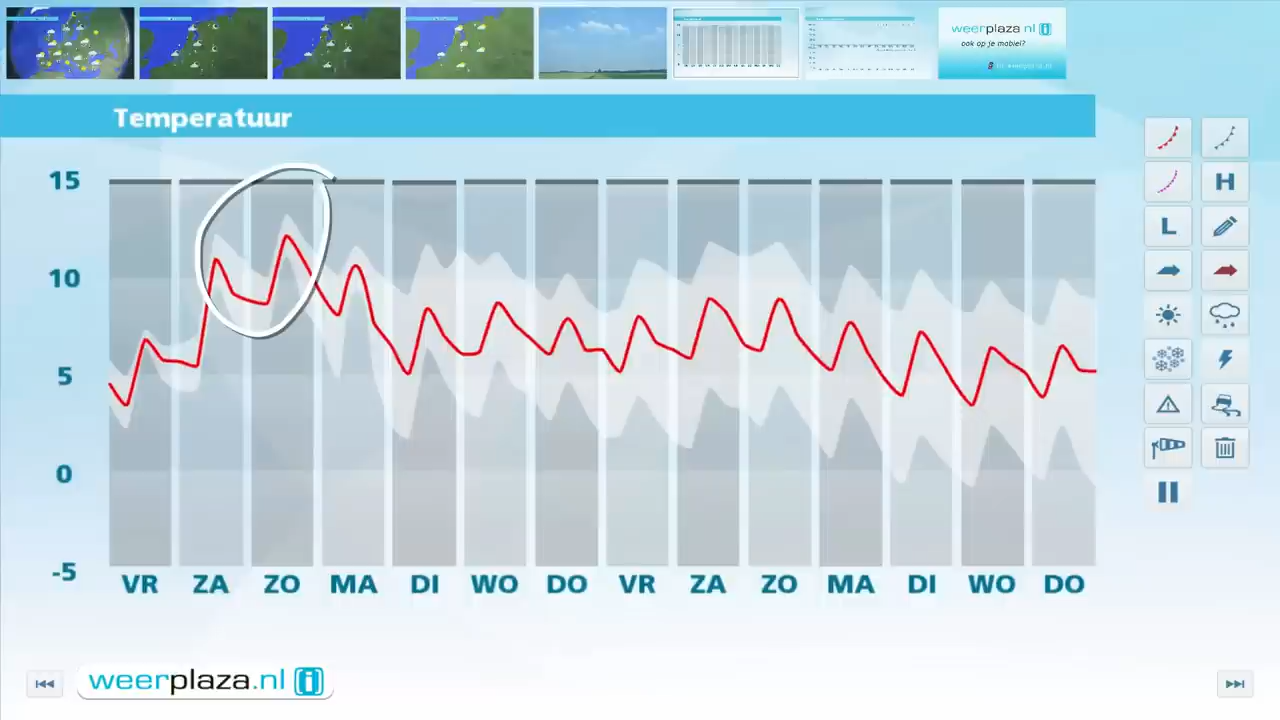 weerplaza.nl
ook op je mobiel?
Temperatuur
15
10
5
0
-5
VR ZA ZO MA DI WO DO VR ZA ZO MA DI WO DO
H
L
weerplaza.nl